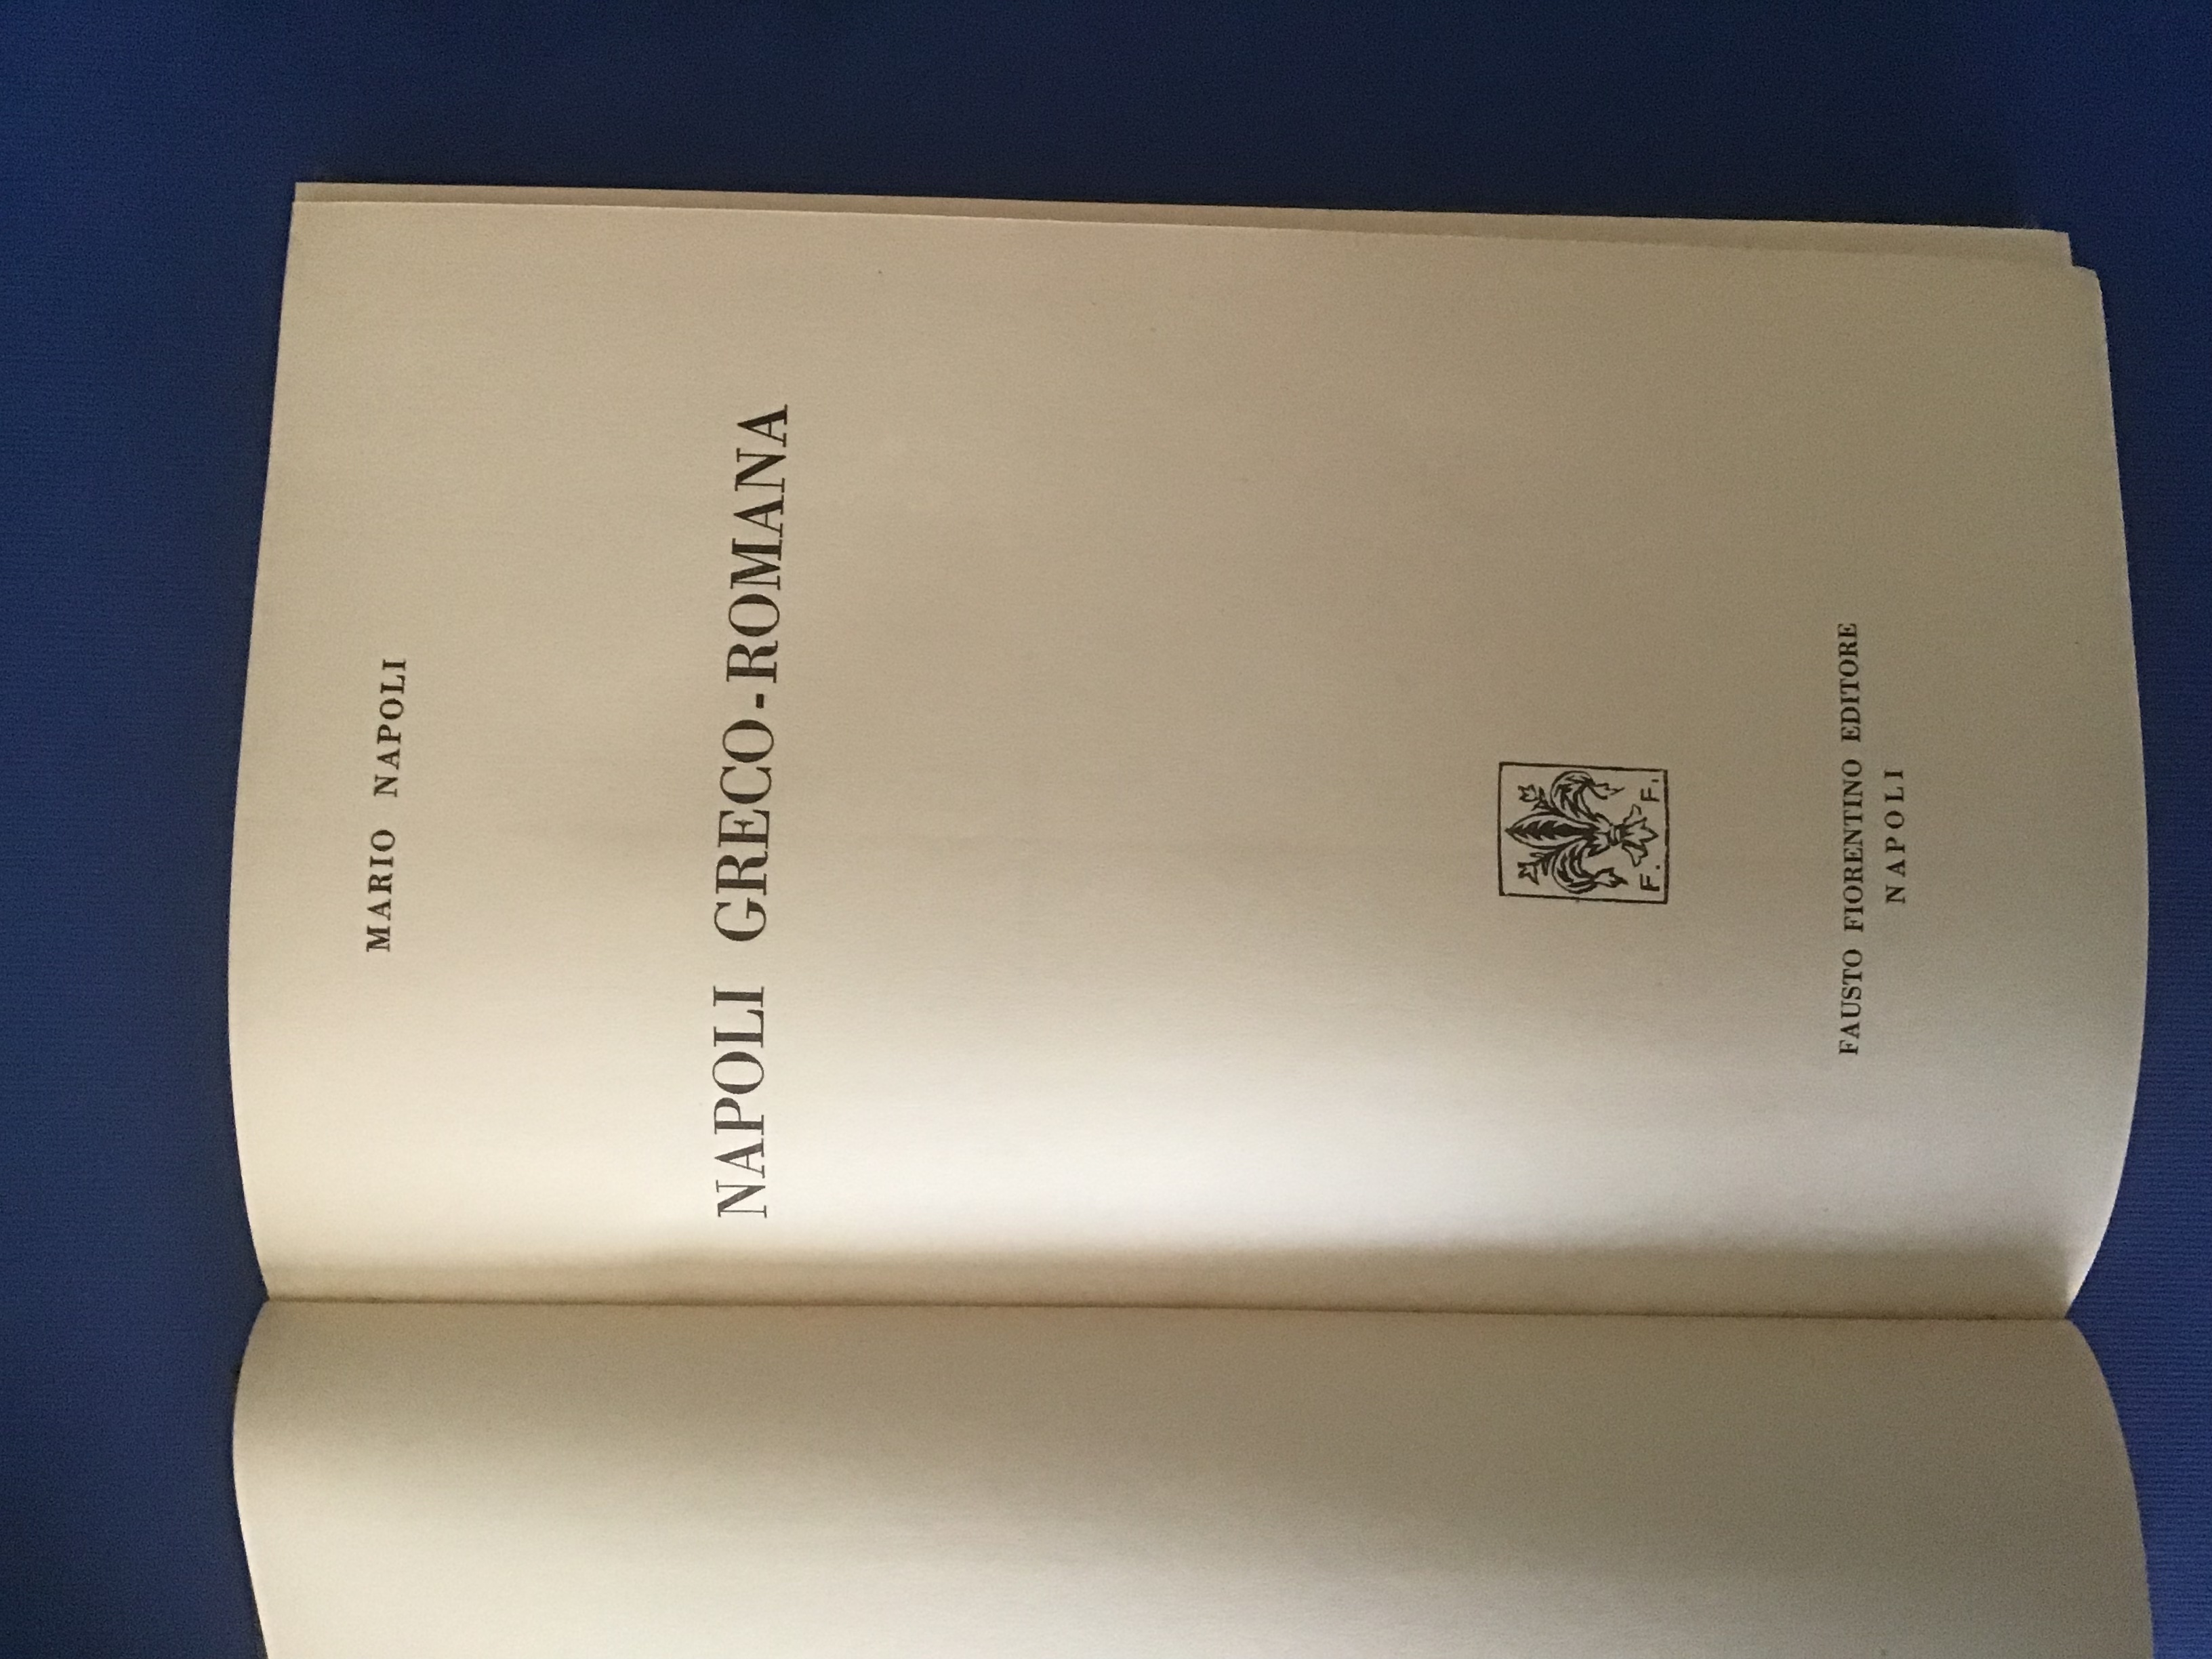 MARIO NAPOLI
NAPOLI GRECO-ROMANA
F. F.
FAUSTO FIORENTINO EDITORE
NAPOLI